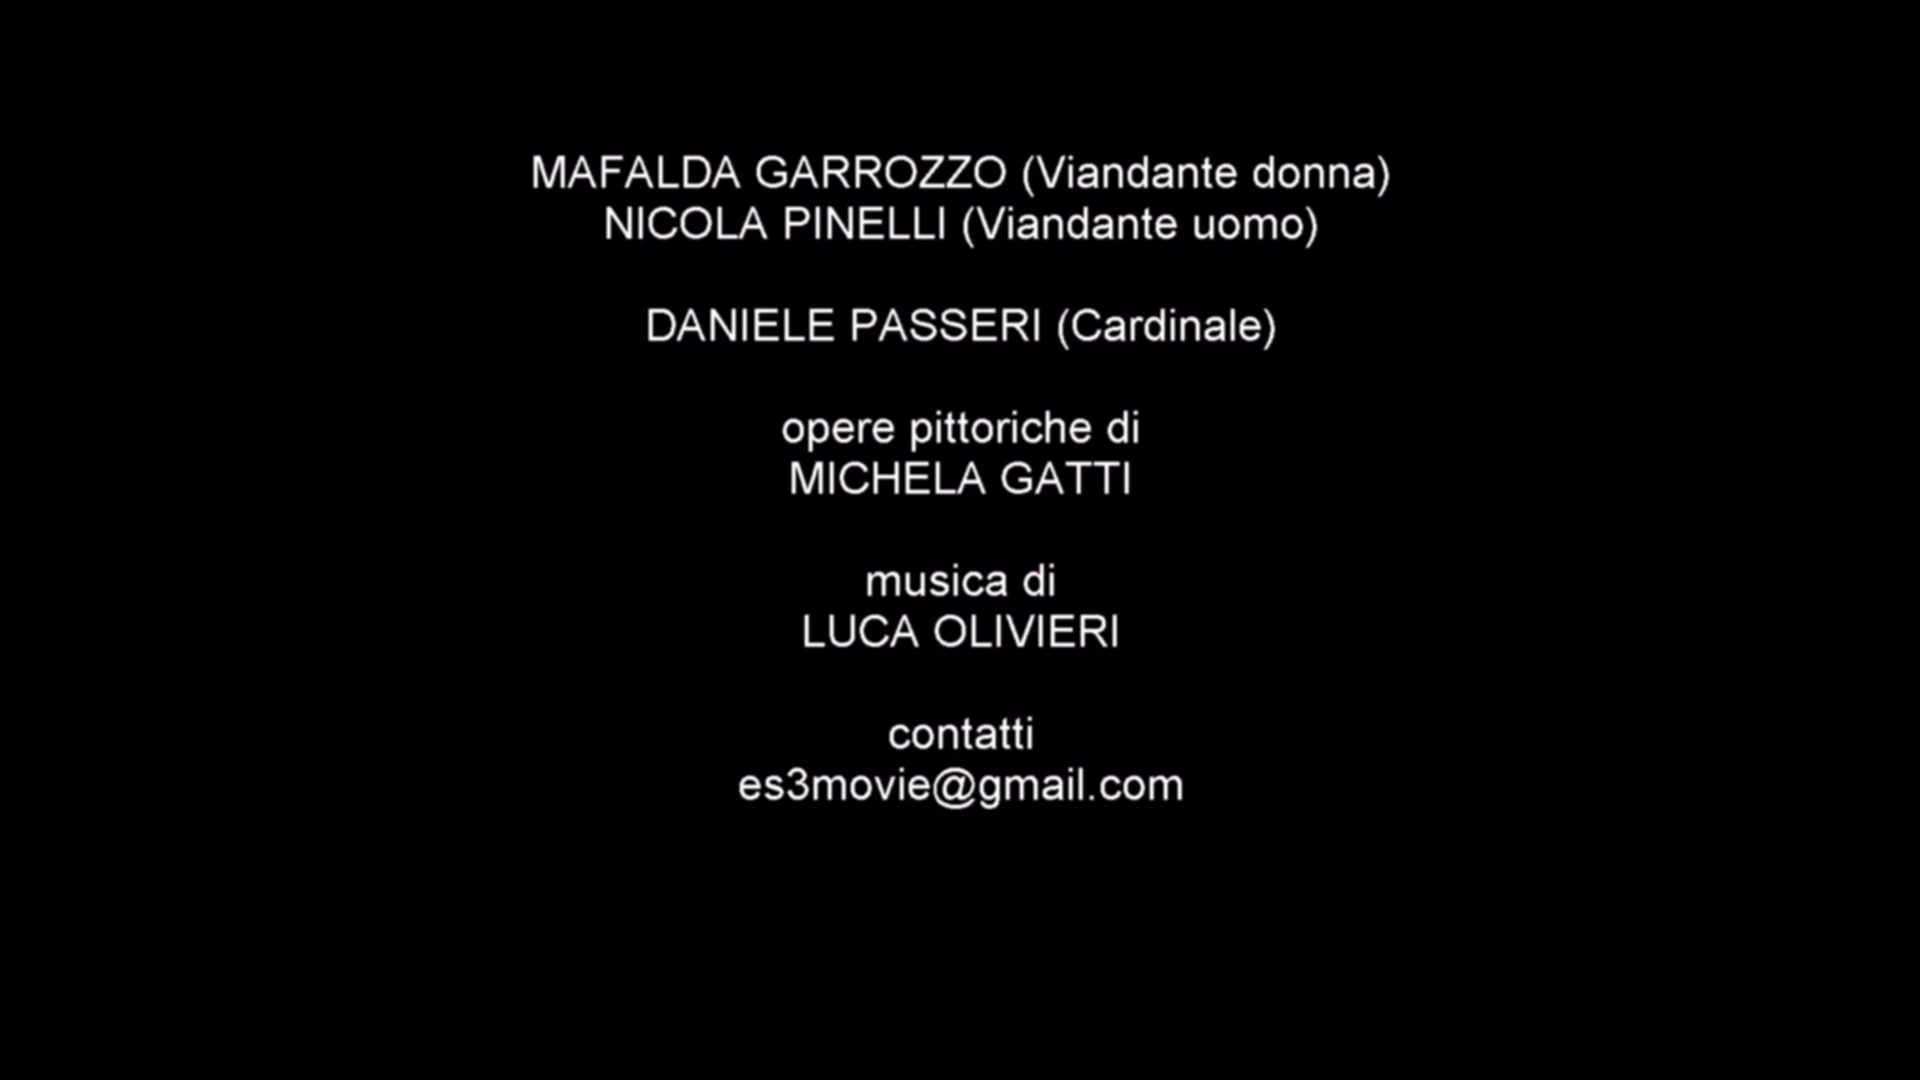 MAFALDA GARROZZO (Viandante donna)
NICOLA PINELLI (Viandante uomo)
DANIELE PASSERI (Cardinale)
opere pittoriche di
MICHELA GATTI
musica di
LUCA OLIVIERI
contatti
es3movie@gmail.com